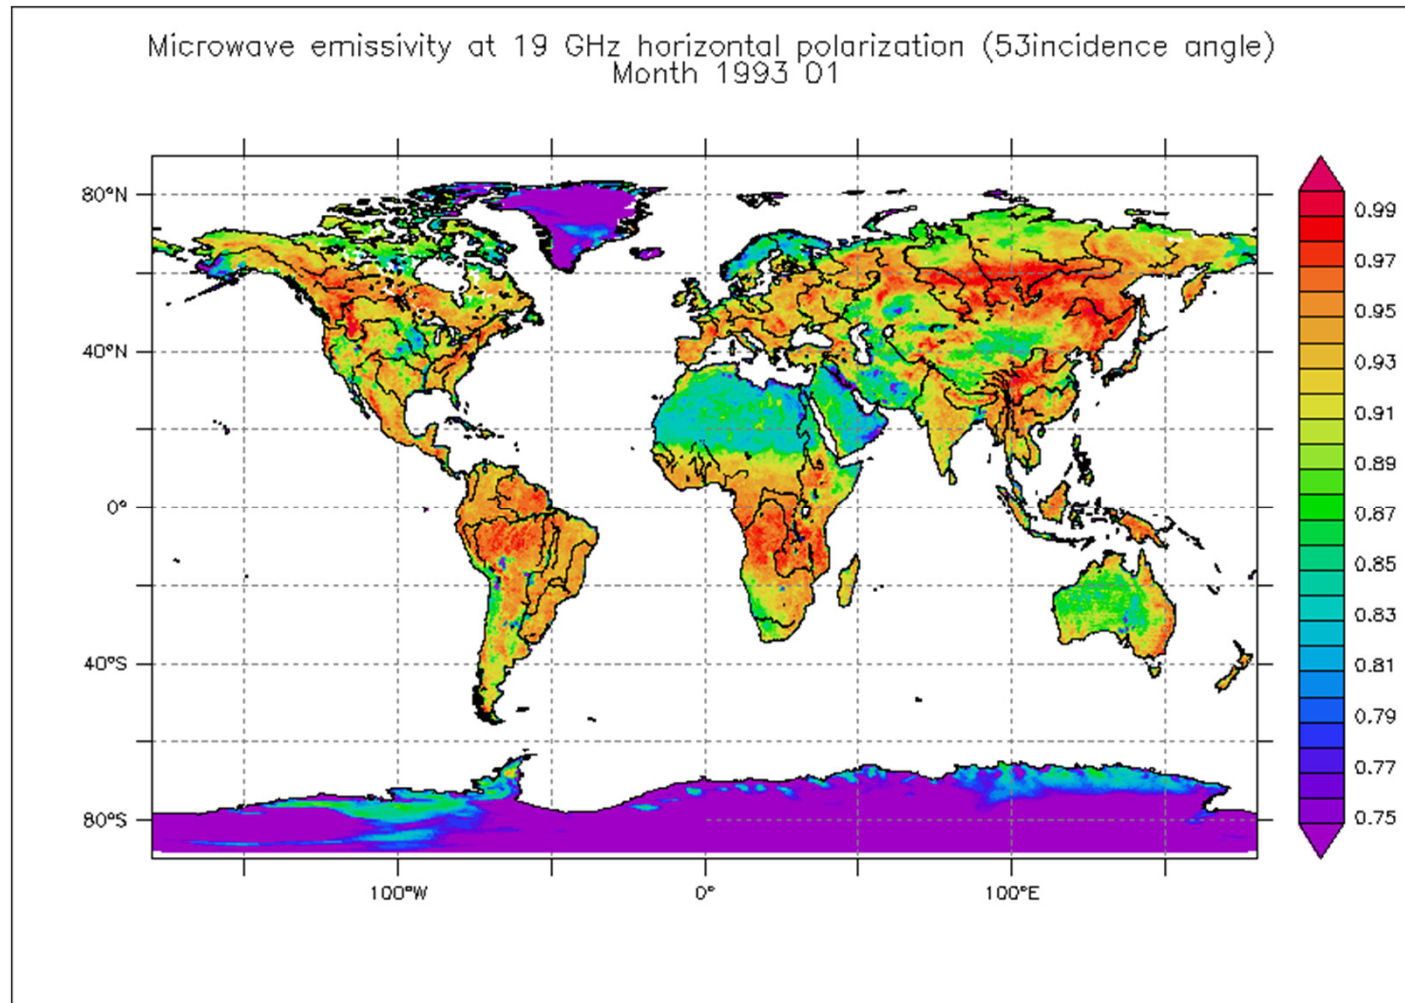 Microwave emissivity at 19 GHz horizontal polarization (53incidence angle)
Month 1993 01
80°N
40°N
0°
40°S
80°S
100°W
0°
100°E
0.99
0.97
0.95
0.93
0.91
0.89
0.87
0.85
0.83
0.81
0.79
0.77
0.75